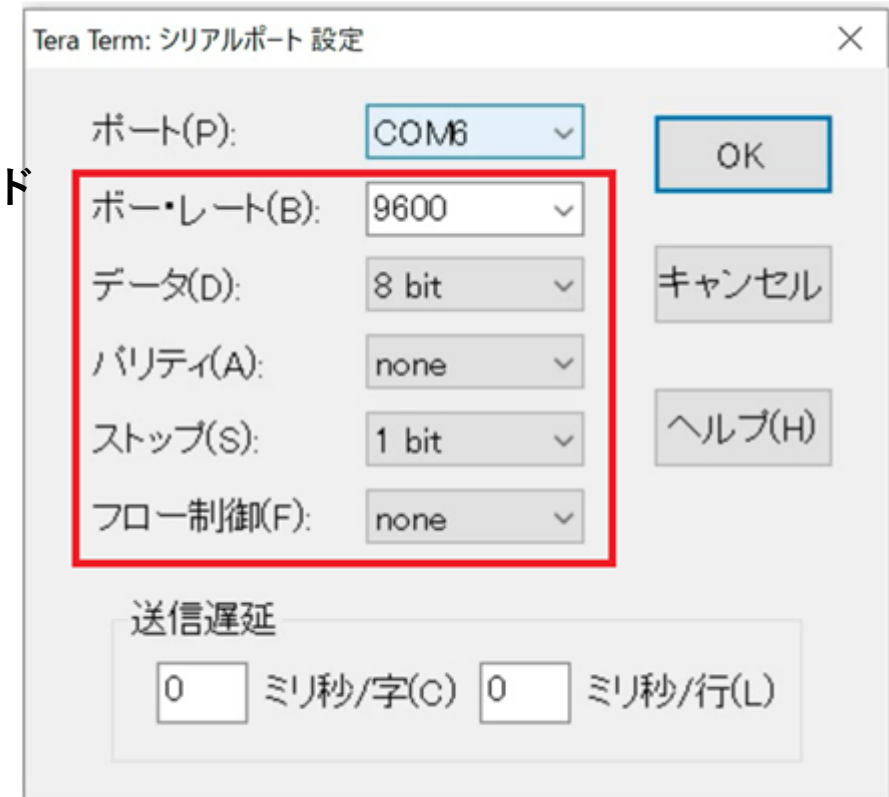 Tera Term: シリアルポート 設定
ポート(P): COM6
OK
ド
ボー・レート(B): 9600
データ(D): 8 bit
キャンセル
パリティ(A): none
ストップ(S): 1 bit
ヘルプ(H)
フロー制御(F): none
送信遅延
0 ミリ秒/字(C) 0 ミリ秒/行(L)